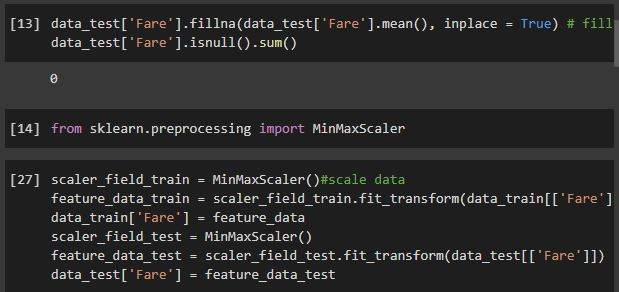 [13] data_test['Fare'].fillna(data_test['Fare'].mean(), inplace = True) # fill
data_test['Fare'].isnull().sum()
0
[14] from sklearn.preprocessing import MinMaxScaler
[27] scaler_field_train = MinMaxScaler()#scale data
feature_data_train = scaler_field_train.fit_transform(data_train[['Fare']
data_train['Fare'] = feature_data
scaler_field_test = MinMaxScaler()
feature_data_test = scaler_field_test.fit_transform(data_test[['Fare']])
data_test['Fare'] = feature_data_test